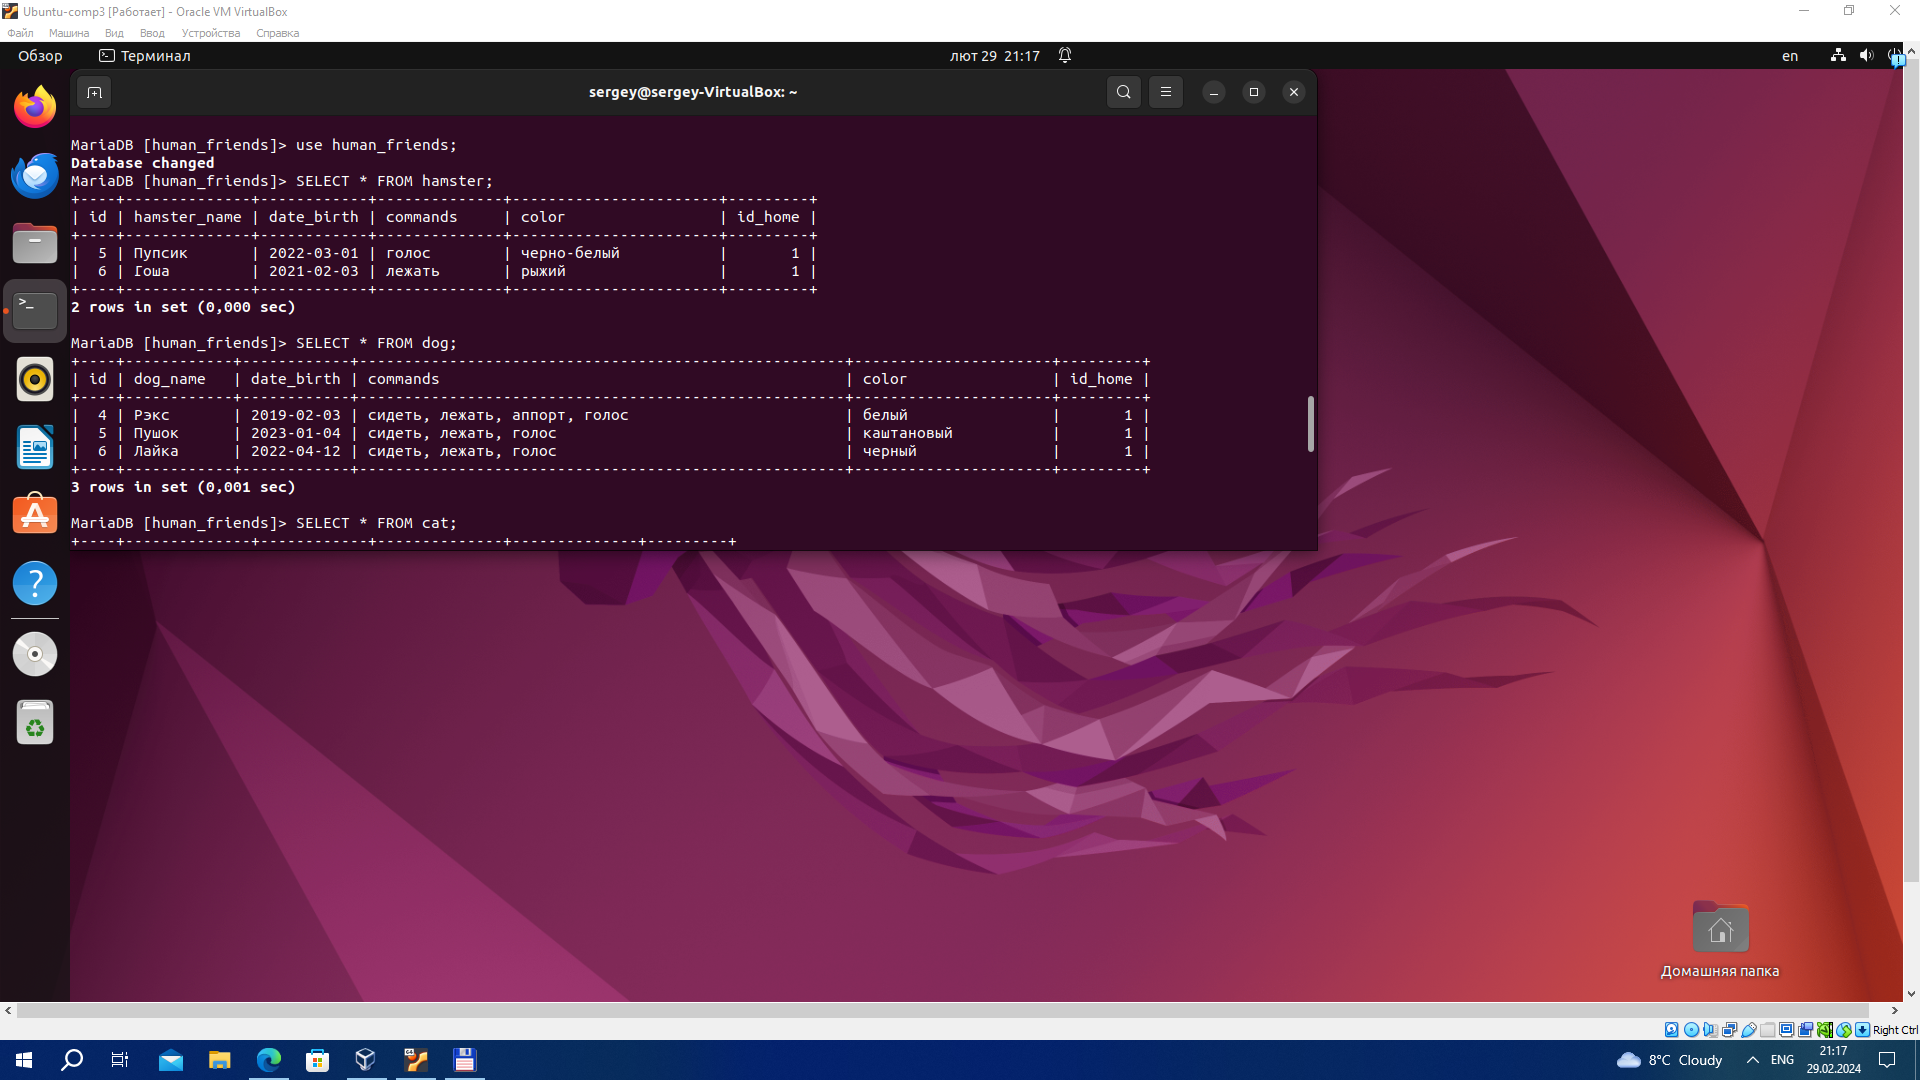 Ubuntu-comp3 [Работает] - Oracle VM VirtualBox
Файл Машина Вид Ввод Устройства Справка
Обзор Терминал лют 29 21:17 en
sergey@sergey-VirtualBox: ~
MariaDB [human_friends]> use human_friends;
Database changed
MariaDB [human_friends]> SELECT * FROM hamster;
+----+--------------+------------+--------------+-----------------------+---------+
| id | hamster_name | date_birth | commands     | color                 | id_home |
+----+--------------+------------+--------------+-----------------------+---------+
|  5 | Пупсик       | 2022-03-01 | голос        | черно-белый           |       1 |
|  6 | Гоша         | 2021-02-03 | лежать       | рыжий                 |       1 |
+----+--------------+------------+--------------+-----------------------+---------+
2 rows in set (0,000 sec)
MariaDB [human_friends]> SELECT * FROM dog;
+----+------------+------------+------------------------------------------------------+----------------------+---------+
| id | dog_name   | date_birth | commands                                             | color                | id_home |
+----+------------+------------+------------------------------------------------------+----------------------+---------+
|  4 | Рэкс       | 2019-02-03 | сидеть, лежать, аппорт, голос                        | белый                |       1 |
|  5 | Пушок      | 2023-01-04 | сидеть, лежать, голос                                | каштановый           |       1 |
|  6 | Лайка      | 2022-04-12 | сидеть, лежать, голос                                | черный               |       1 |
+----+------------+------------+------------------------------------------------------+----------------------+---------+
3 rows in set (0,001 sec)
MariaDB [human_friends]> SELECT * FROM cat;
+----+--------------+------------+--------------+--------------+---------+
Домашняя папка
Right Ctrl
8°C Cloudy ENG 21:17
29.02.2024